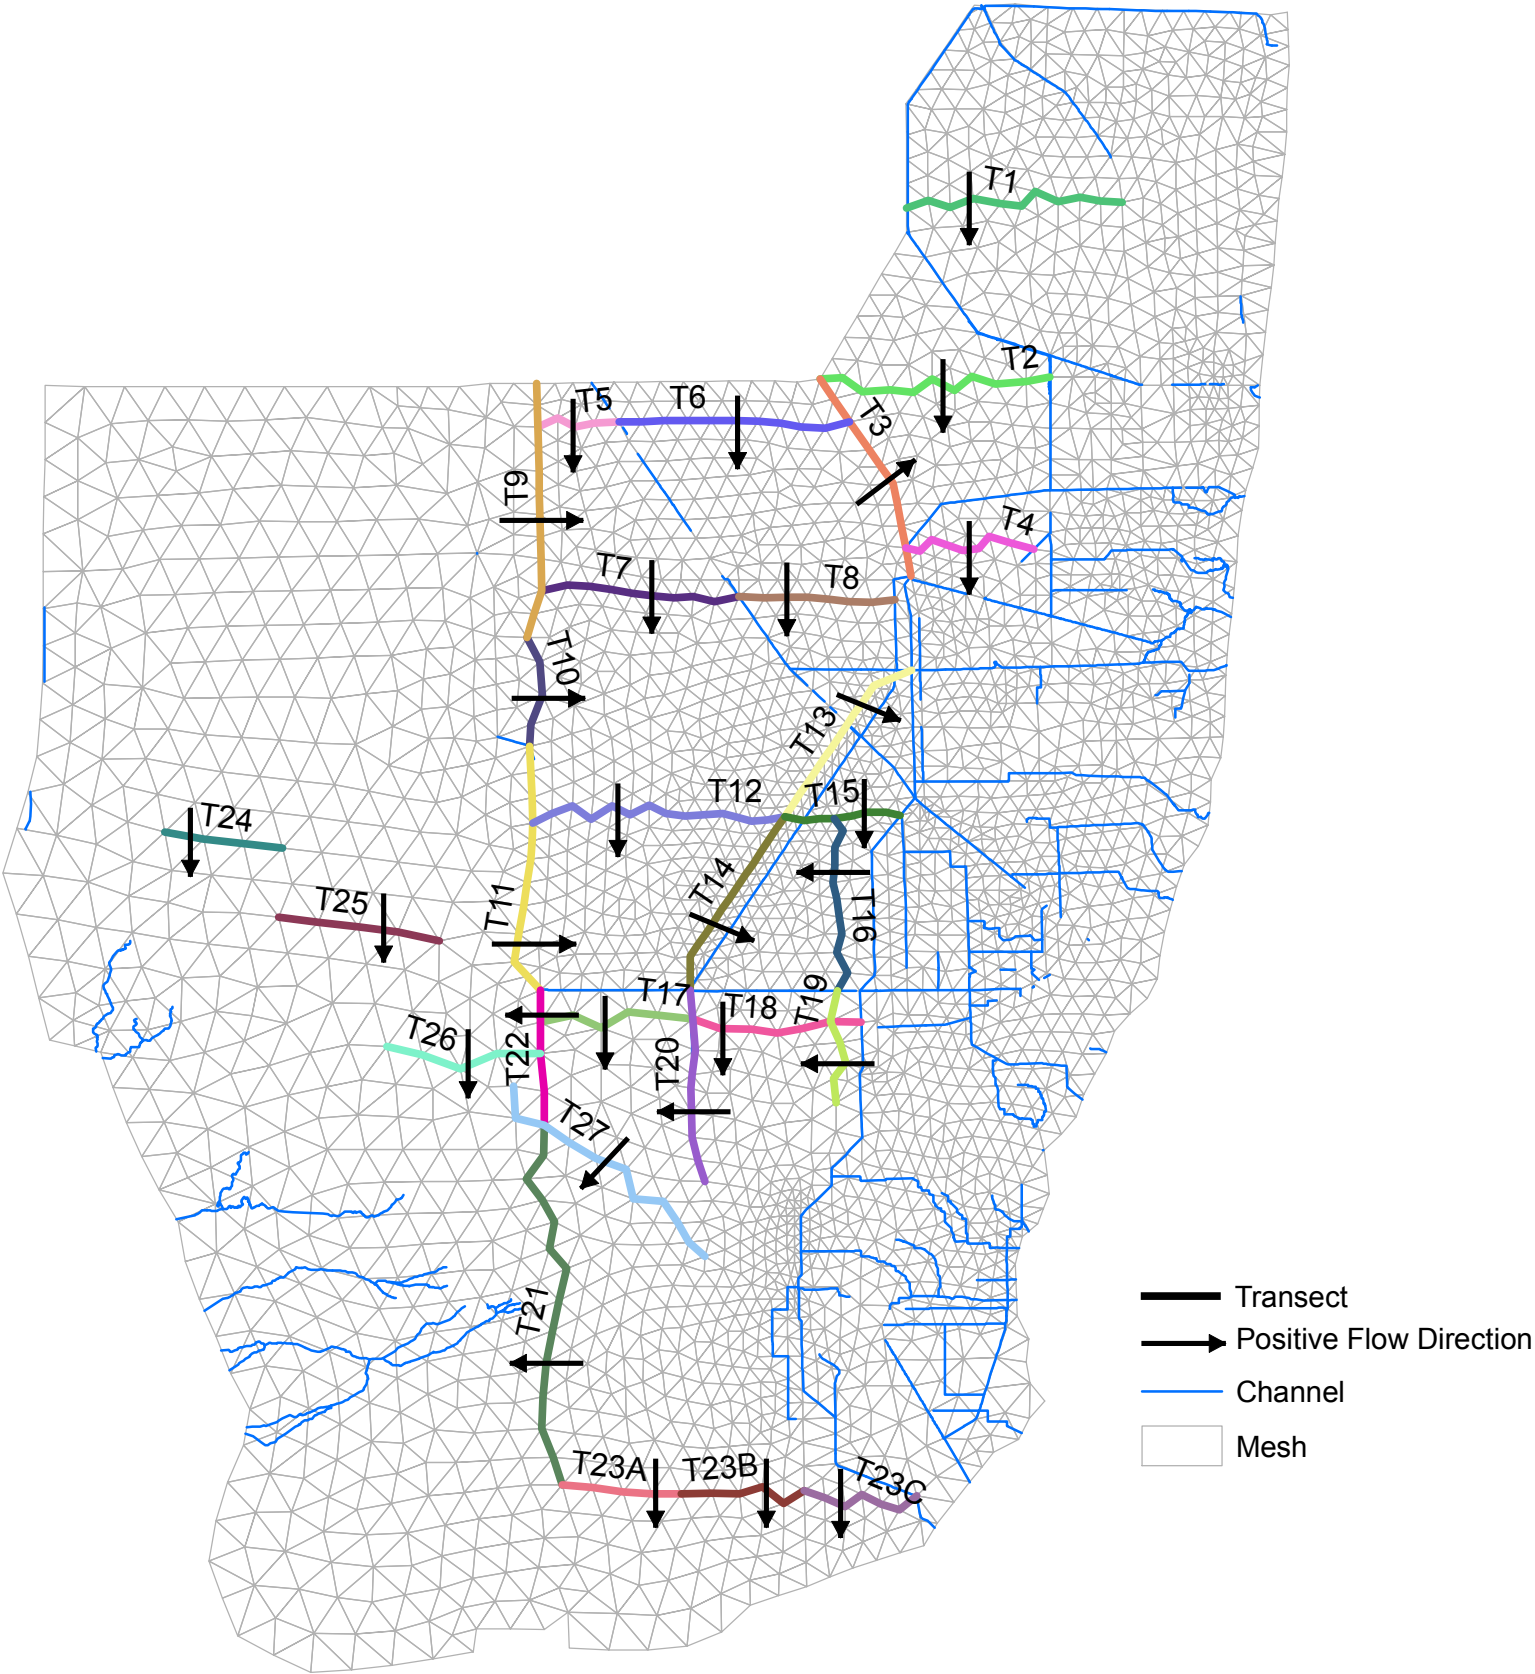 T1
T2
T5
T6
T3
T9
T4
T7
T8
T10
T13
T12
T15
T24
T14
T25
T11
T16
T17
T18
T19
T26
T22
T20
T27
T21
Transect
Positive Flow Direction
Channel
Mesh
T23A
T23B
T23C